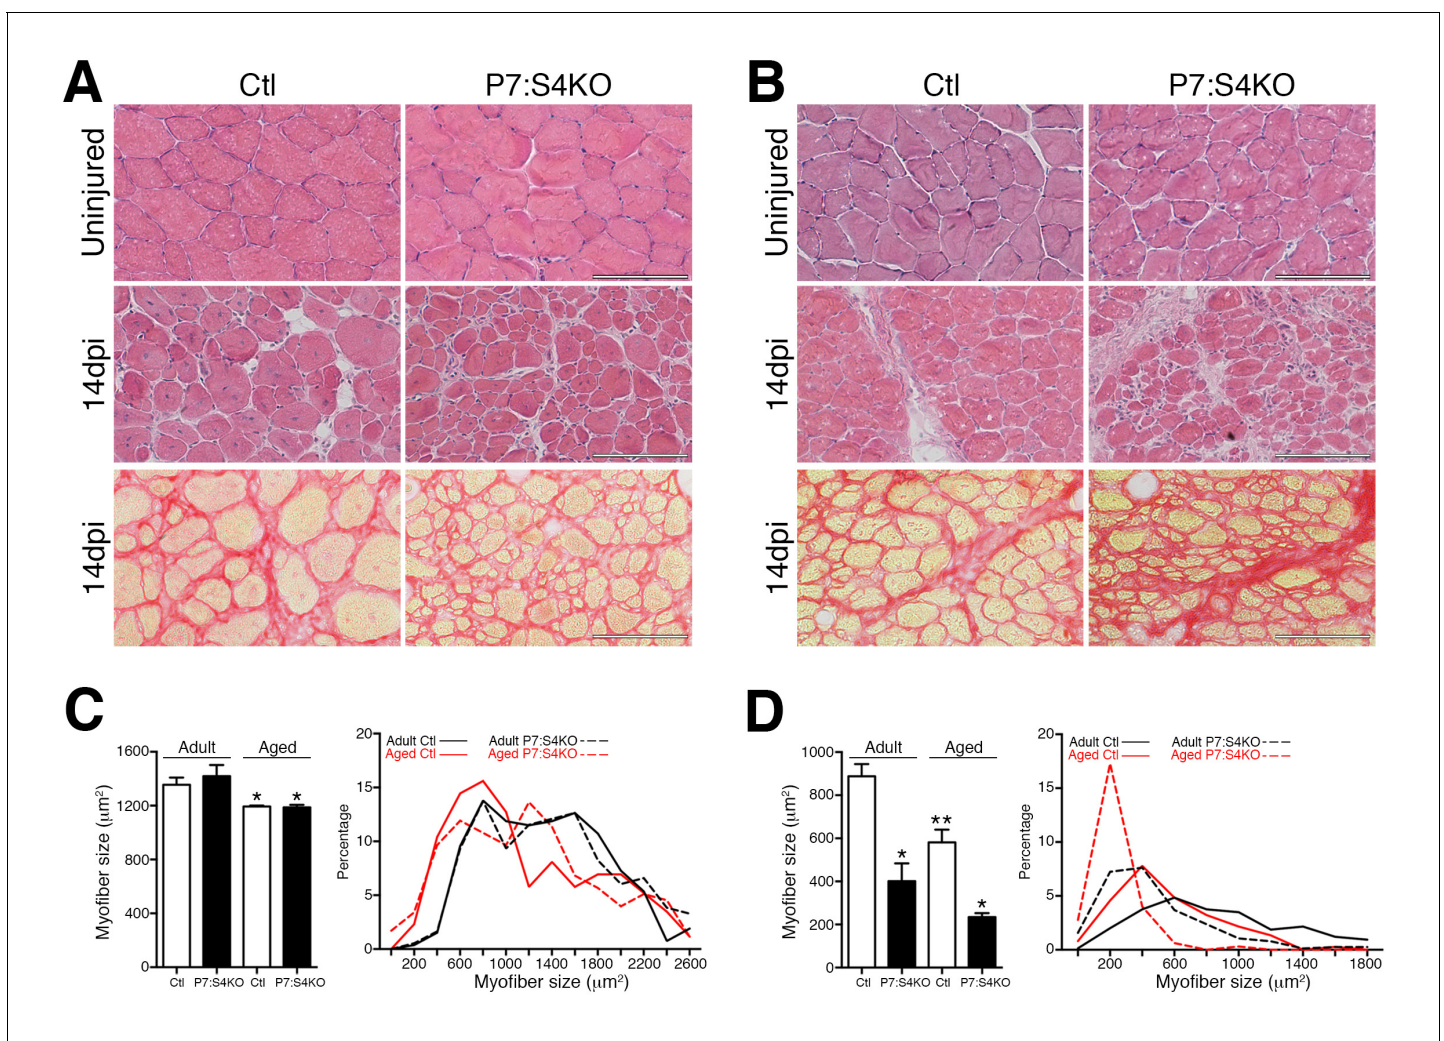 A
Ctl
P7:S4KO
Uninjured
14dpi
14dpi
B
Ctl
P7:S4KO
Uninjured
14dpi
14dpi
C
Myofiber size (µm²)
1600
1200
800
400
0
Adult
Aged
*
*
Ctl
P7:S4KO
Ctl
P7:S4KO
Percentage
20
15
10
5
0
Adult Ctl
Adult P7:S4KO
Aged Ctl
Aged P7:S4KO
200
600
1000
1400
1800
2200
2600
Myofiber size (µm²)
D
Myofiber size (µm²)
1000
800
600
400
200
0
Adult
Aged
*
**
*
Ctl
P7:S4KO
Ctl
P7:S4KO
Percentage
20
15
10
5
0
Adult Ctl
Adult P7:S4KO
Aged Ctl
Aged P7:S4KO
200
600
1000
1400
1800
Myofiber size (µm²)